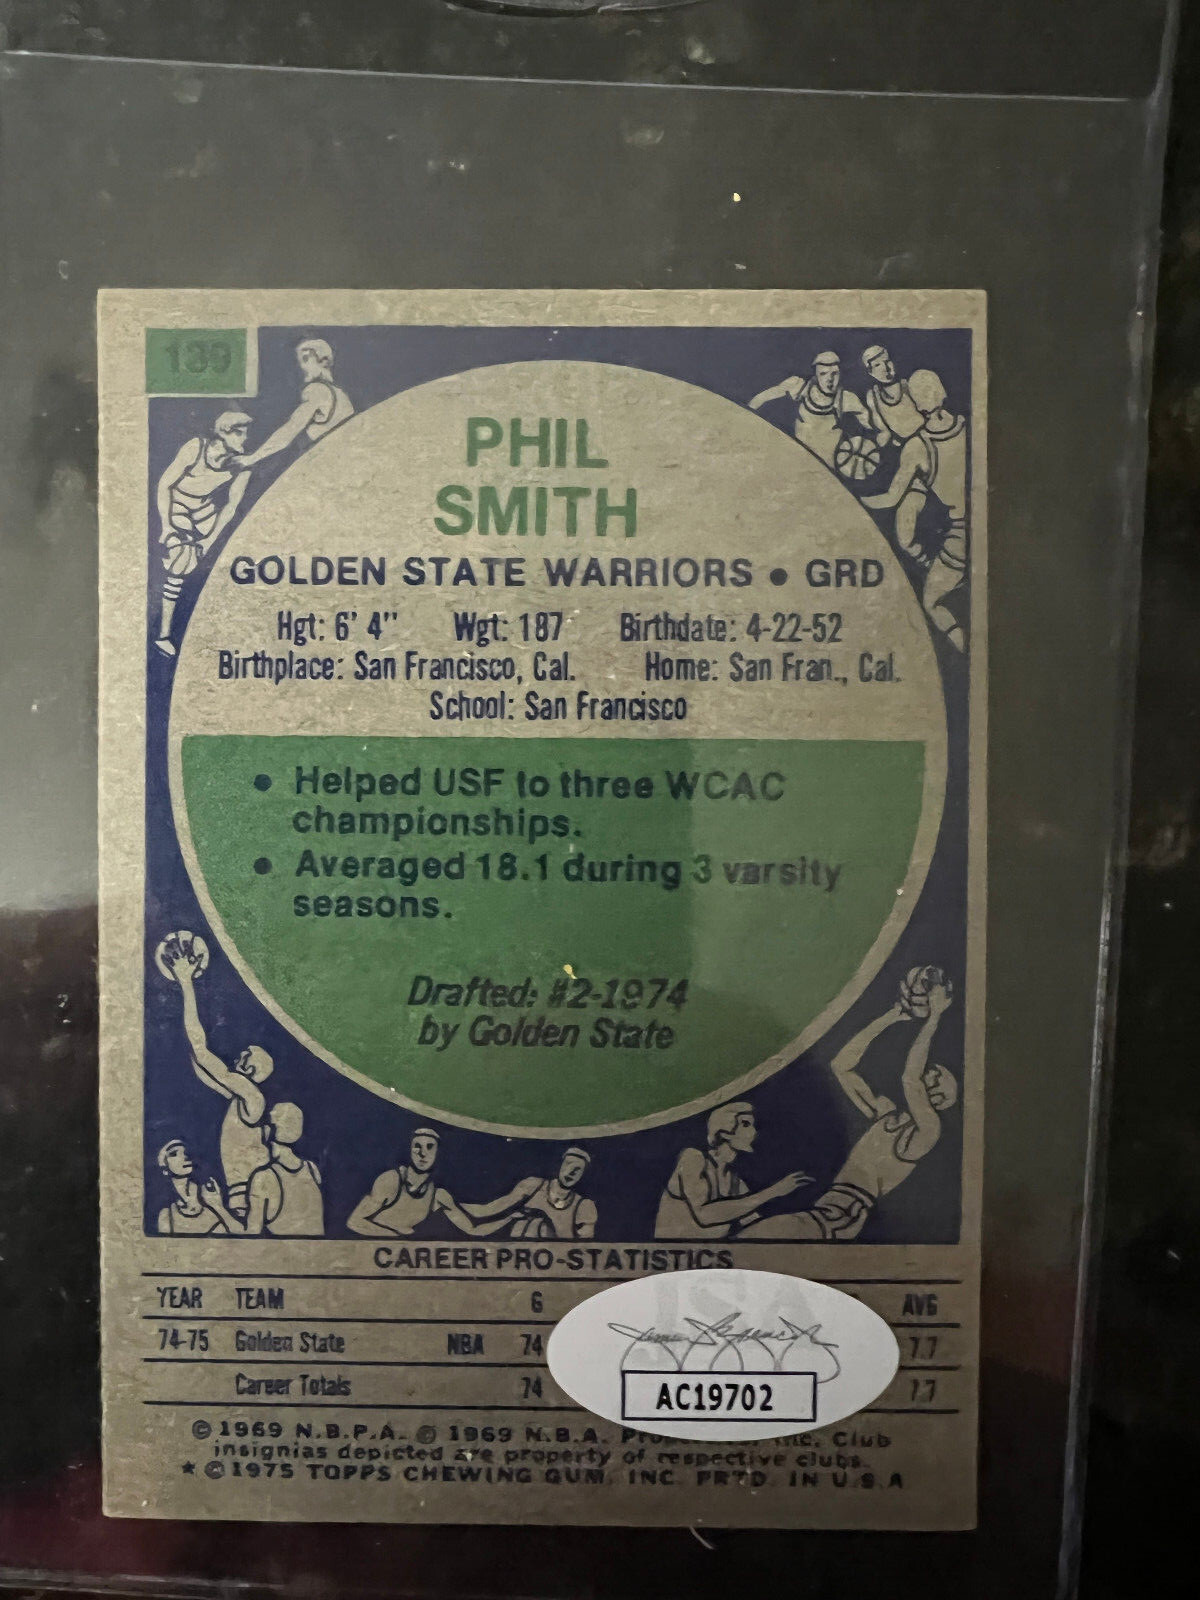 139
PHIL
SMITH
GOLDEN STATE WARRIORS • GRD
Hgt: 6' 4" Wgt: 187 Birthdate: 4-22-52
Birthplace: San Francisco, Cal. Home: San Fran., Cal.
School: San Francisco
• Helped USF to three WCAC
championships.
• Averaged 18.1 during 3 varsity
seasons.
Drafted: #2-1974
by Golden State
CAREER PRO-STATISTICS
YEAR TEAM G AVG
74-75 Golden State NBA 74 7.7
Career Totals 74 7.7
AC19702
© 1969 N.B.P.A. © 1969 N.B.A. Inc. Club
insignias depicted are property of respective clubs.
* © 1975 TOPPS CHEWING GUM, INC. PRTD. IN U.S.A